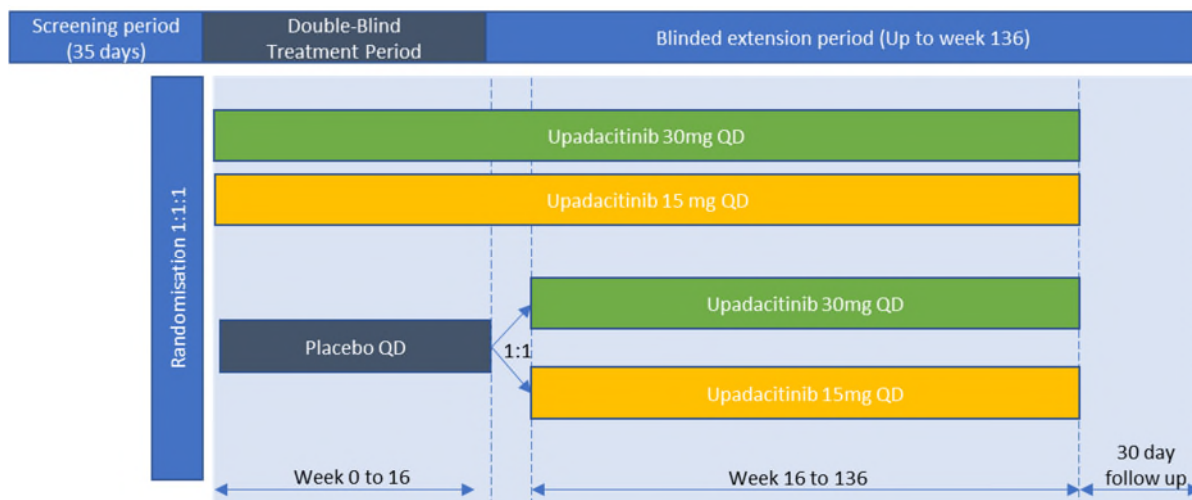 Screening period
(35 days)
Double-Blind
Treatment Period
Blinded extension period (Up to week 136)
Randomisation 1:1:1
Upadacitinib 30mg QD
Upadacitinib 15 mg QD
Placebo QD
1:1
Upadacitinib 30mg QD
Upadacitinib 15mg QD
Week 0 to 16
Week 16 to 136
30 day
follow up